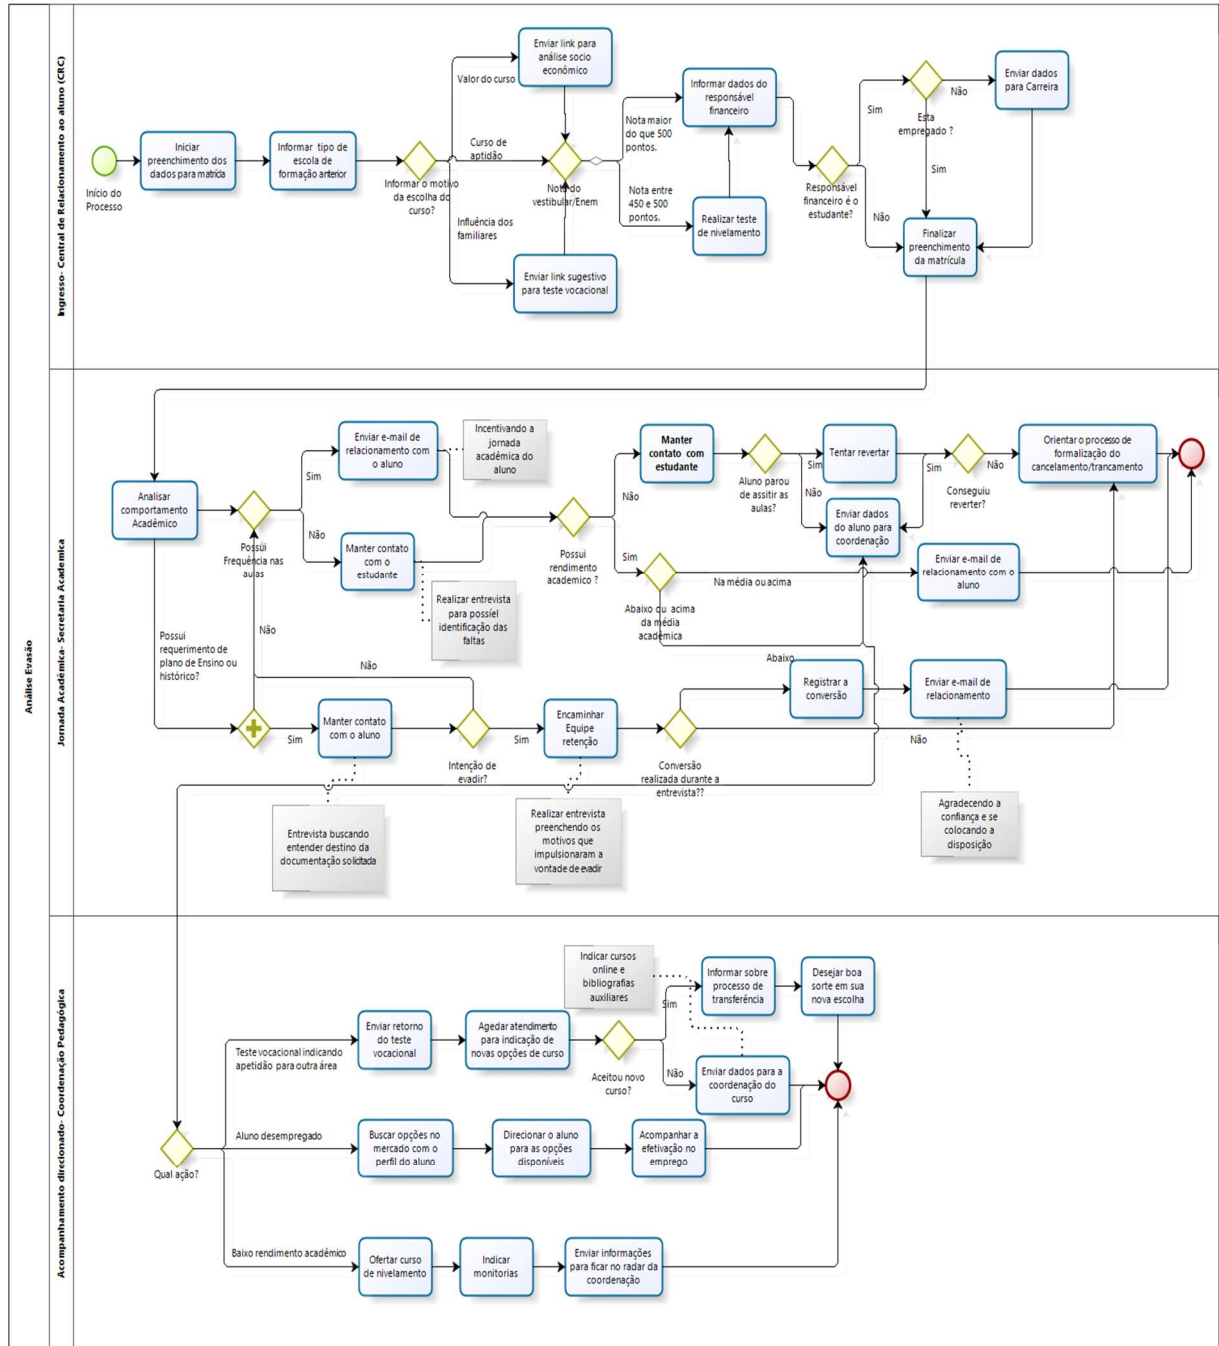 Análise Evasão
Ingresso- Central de Relacionamento ao aluno (CRC)
Início do
Processo
Iniciar
preenchimento dos
dados para matrícula
Informar tipo de
escola de
formação anterior
Informar o motivo
da escolha do
curso?
Valor do curso
Enviar link para
análise socio
econômico
Curso de
aptidão
Influência dos
familiares
Enviar link sugestivo
para teste vocacional
Nota do
vestibular/Enem
Nota maior
do que 500
pontos.
Nota entre
450 e 500
pontos.
Informar dados do
responsável
financeiro
Realizar teste
de nivelamento
Responsável
financeiro é o
estudante?
Sim
Não
Esta
empregado ?
Não
Sim
Enviar dados
para Carreira
Finalizar
preenchimento
da matrícula
Jornada Acadêmica- Secretaria Academica
Analisar
comportamento
Acadêmico
Possui
Frequência nas
aulas
Sim
Não
Enviar e-mail de
relacionamento com
o aluno
Incentivando a
jornada
académica do
aluno
Manter contato
com o
estudante
Realizar entrevista
para possíel
identificação das
faltas
Possui
rendimento
academico ?
Não
Sim
Manter
contato com
estudante
Aluno parou
de assitir as
aulas?
Sim
Não
Tentar revertar
Enviar dados
do aluno para
coordenação
Sim
Conseguiu
reverter?
Não
Orientar o processo de
formalização do
cancelamento/trancamento
Abaixo ou acima
da média
acadêmica
Na média ou acima
Enviar e-mail de
relacionamento com o
aluno
Abaixo
Possui
requerimento de
plano de Ensino ou
histórico?
Não
Sim
Manter contato
com o aluno
Entrevista buscando
entender destino da
documentação solicitada
Não
Intenção de
evadir?
Sim
Encaminhar
Equipe
retenção
Realizar entrevista
preenchendo os
motivos que
impulsionaram a
vontade de evadir
Conversão
realizada durante a
entrevista??
Registrar a
conversão
Enviar e-mail de
relacionamento
Não
Agradecendo a
confiança e se
colocando a
disposição
Acompanhamento direcionado- Coordenação Pedagógica
Qual ação?
Teste vocacional indicando
apetidão para outra área
Enviar retorno
do teste
vocacional
Agedar atendimento
para indicação de
novas opções de curso
Aceitou novo
curso?
Sim
Não
Indicar cursos
online e
bibliografias
auxiliares
Informar sobre
processo de
transferência
Desejar boa
sorte em sua
nova escolha
Enviar dados para a
coordenação do
curso
Aluno desempregado
Buscar opções no
mercado com o
perfil do aluno
Direcionar o aluno
para as opções
disponíveis
Acompanhar a
efetivação no
emprego
Baixo rendimento académico
Ofertar curso
de nivelamento
Indicar
monitorias
Enviar informações
para ficar no radar da
coordenação